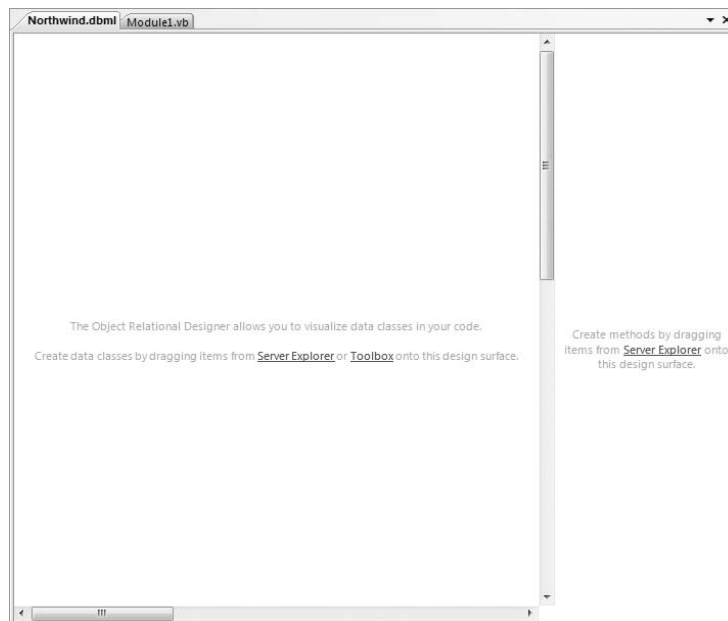 Northwind.dbml Module1.vb
The Object Relational Designer allows you to visualize data classes in your code.
Create data classes by dragging items from Server Explorer or Toolbox onto this design surface.
Create methods by dragging
items from Server Explorer onto
this design surface.